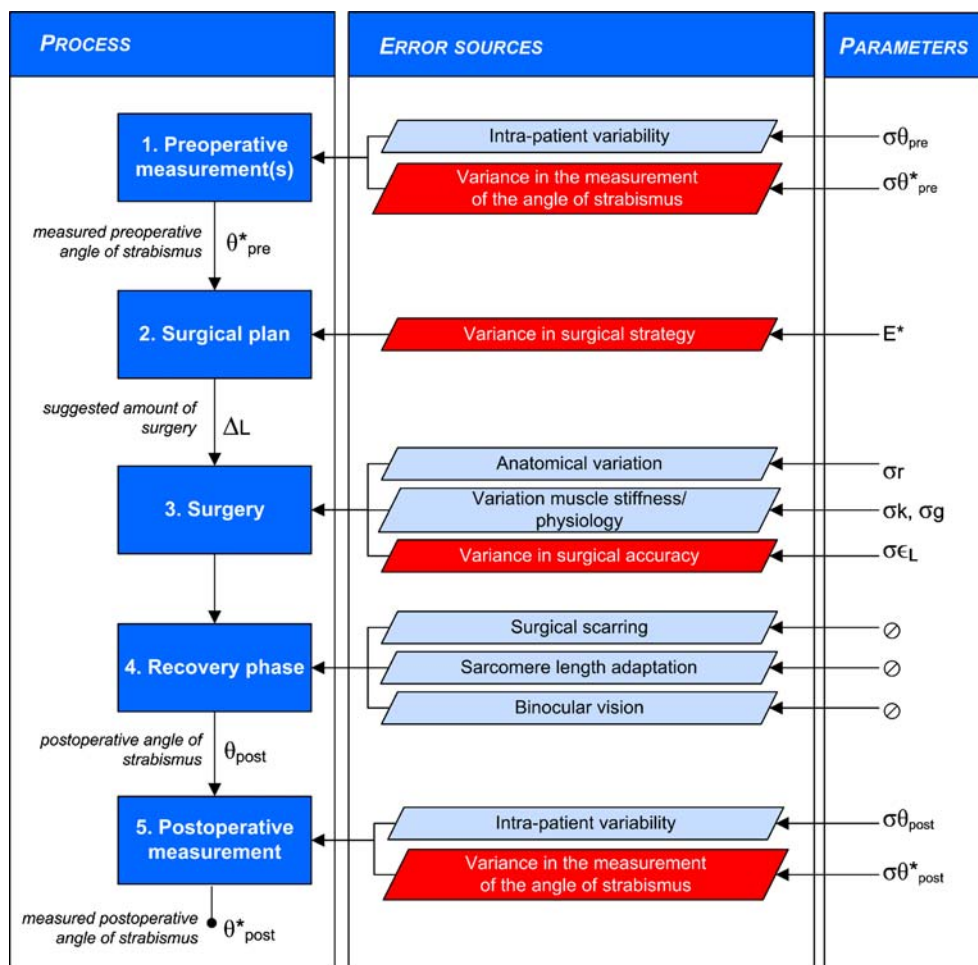 PROCESS
ERROR SOURCES
PARAMETERS
1. Preoperative
measurement(s)
Intra-patient variability
σθpre
Variance in the measurement
of the angle of strabismus
σθ*pre
measured preoperative
angle of strabismus
θ*pre
2. Surgical plan
Variance in surgical strategy
E*
suggested amount of
surgery
ΔL
3. Surgery
Anatomical variation
σr
Variation muscle stiffness/
physiology
σk, σg
Variance in surgical accuracy
σϵL
4. Recovery phase
Surgical scarring
∅
Sarcomere length adaptation
∅
Binocular vision
∅
postoperative angle of
strabismus
θpost
5. Postoperative
measurement
Intra-patient variability
σθpost
Variance in the measurement
of the angle of strabismus
σθ*post
measured postoperative
angle of strabismus
θ*post